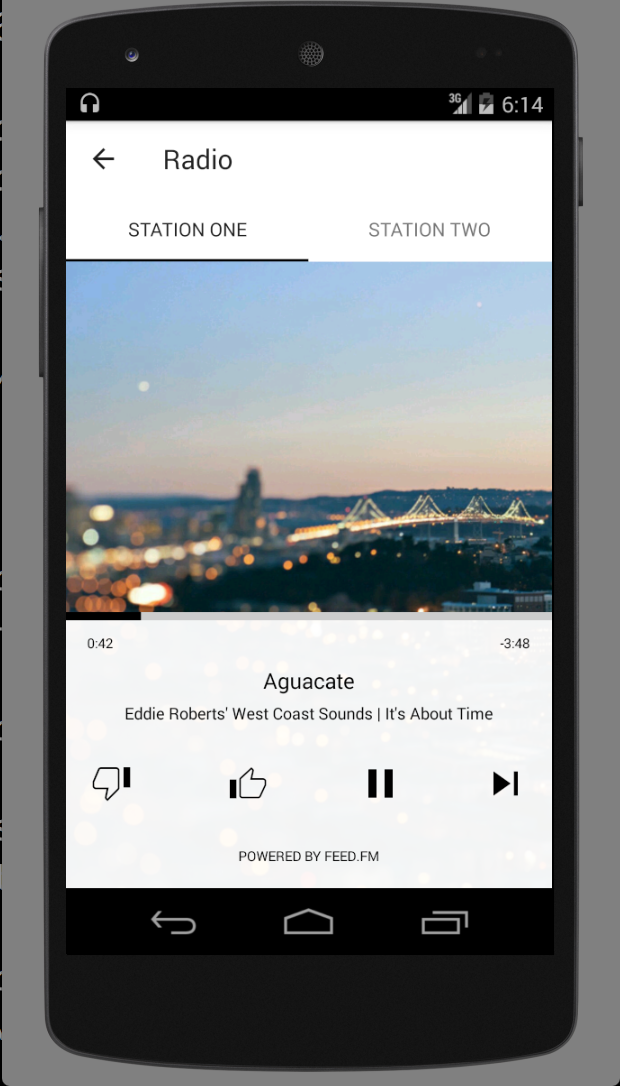 3G 6:14
Radio
STATION ONE STATION TWO
0:42 -3:48
Aguacate
Eddie Roberts' West Coast Sounds | It's About Time
POWERED BY FEED.FM